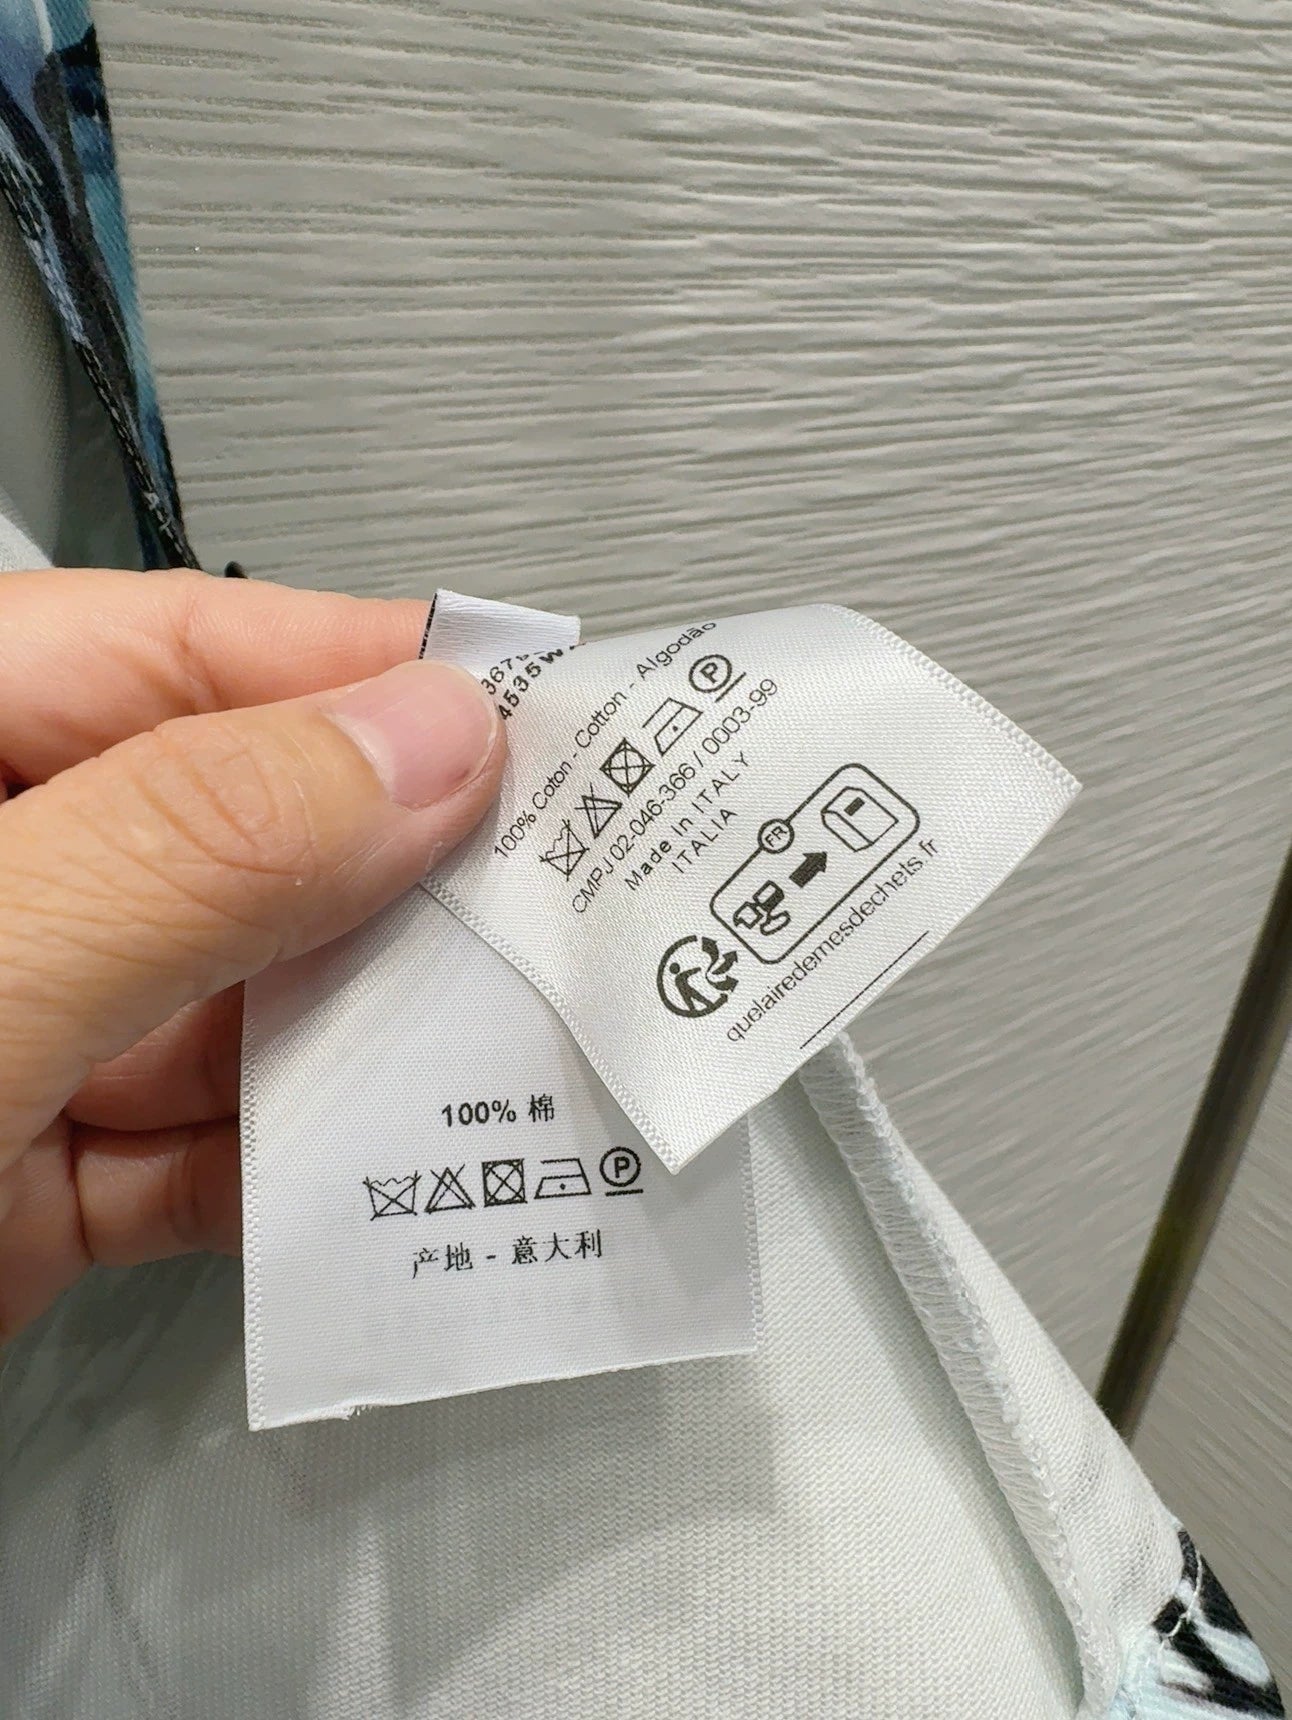 100% Coton - Cotton - Algodão
CMPJ 02-046-366 / 0003-99
Made In ITALY
ITALIA
FR
quelairedemesdechets.fr
100% 棉
P
产地 - 意大利